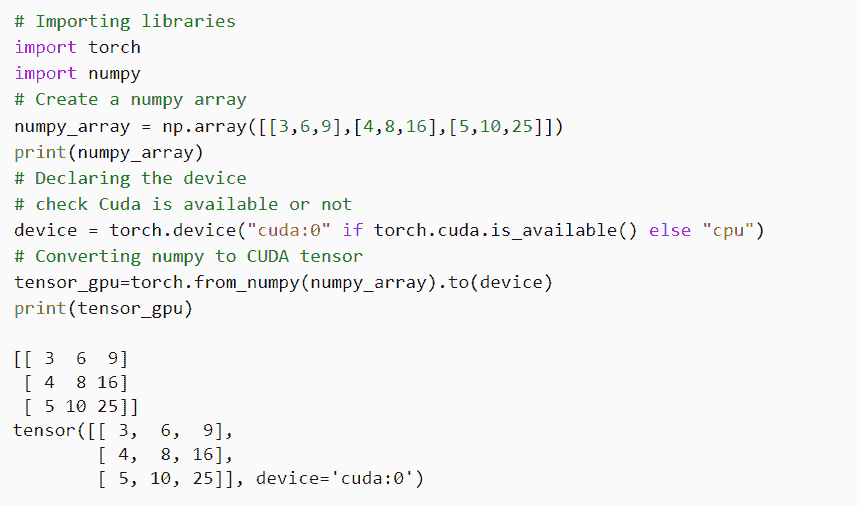 # Importing libraries
import torch
import numpy
# Create a numpy array
numpy_array = np.array([[3,6,9],[4,8,16],[5,10,25]])
print(numpy_array)
# Declaring the device
# check Cuda is available or not
device = torch.device("cuda:0" if torch.cuda.is_available() else "cpu")
# Converting numpy to CUDA tensor
tensor_gpu=torch.from_numpy(numpy_array).to(device)
print(tensor_gpu)

[[ 3  6  9]
 [ 4  8 16]
 [ 5 10 25]]
tensor([[ 3,  6,  9],
        [ 4,  8, 16],
        [ 5, 10, 25]], device='cuda:0')